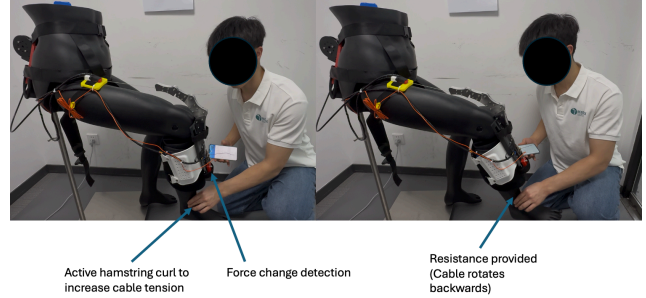 Active hamstring curl to
increase cable tension
Force change detection
Resistance provided
(Cable rotates
backwards)